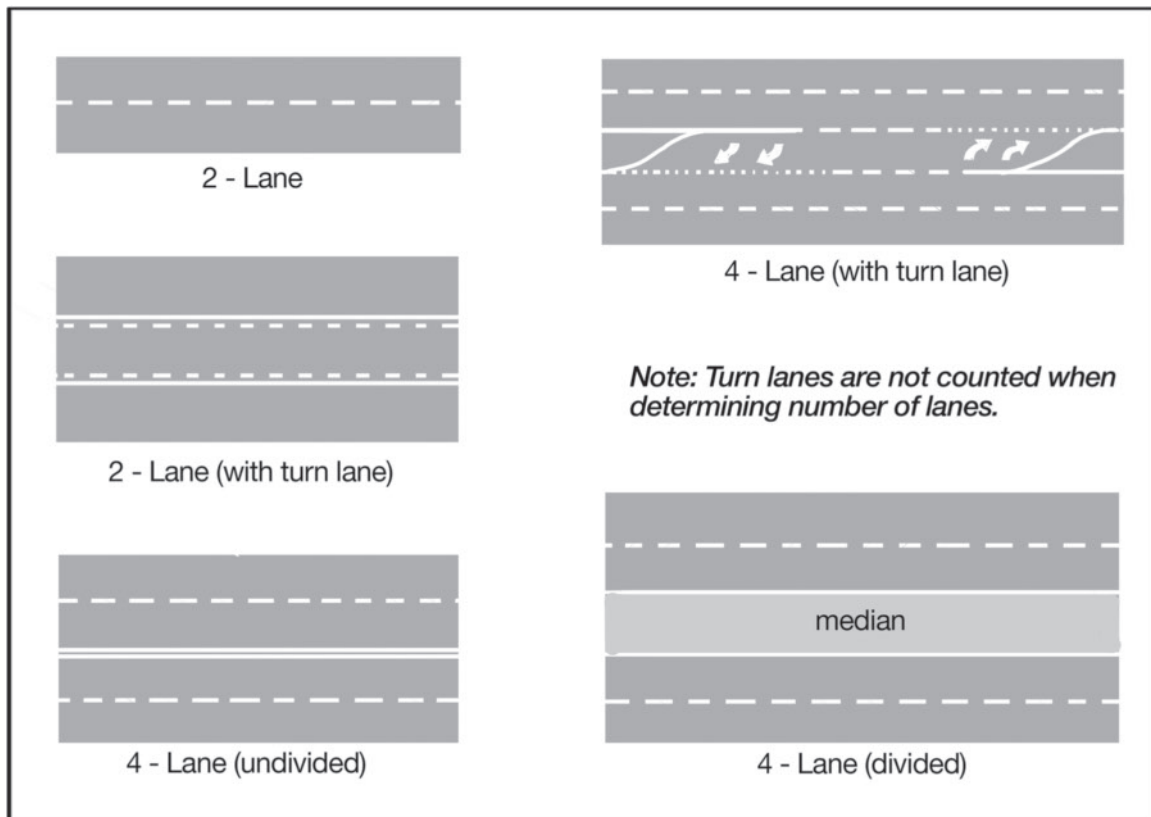 2 - Lane
4 - Lane (with turn lane)
2 - Lane (with turn lane)
Note: Turn lanes are not counted when
determining number of lanes.
4 - Lane (undivided)
median
4 - Lane (divided)